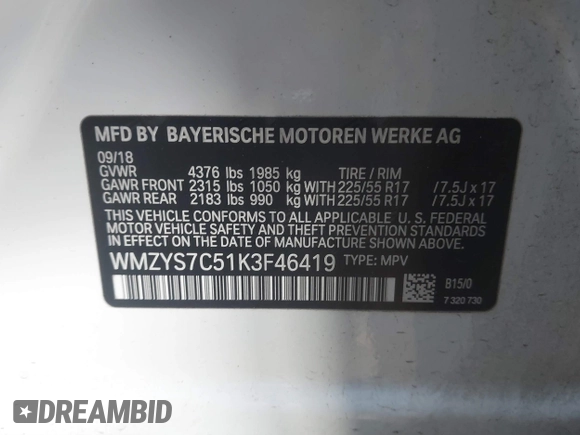 MFD BY BAYERISCHE MOTOREN WERKE AG
09/18
GVWR 4376 lbs 1985 kg TIRE / RIM
GAWR FRONT 2315 lbs 1050 kg WITH 225/55 R17 /7.5J x 17
GAWR REAR 2183 lbs 990 kg WITH 225/55 R17 /7.5J x 17
THIS VEHICLE CONFORMS TO ALL APPLICABLE U. S. FEDERAL
MOTOR VEHICLE SAFETY AND THEFT PREVENTION STANDARDS
IN EFFECT ON THE DATE OF MANUFACTURE SHOWN ABOVE.
WMZYS7C51K3F46419 TYPE: MPV
B15/0
7 320 730
DREAMBID